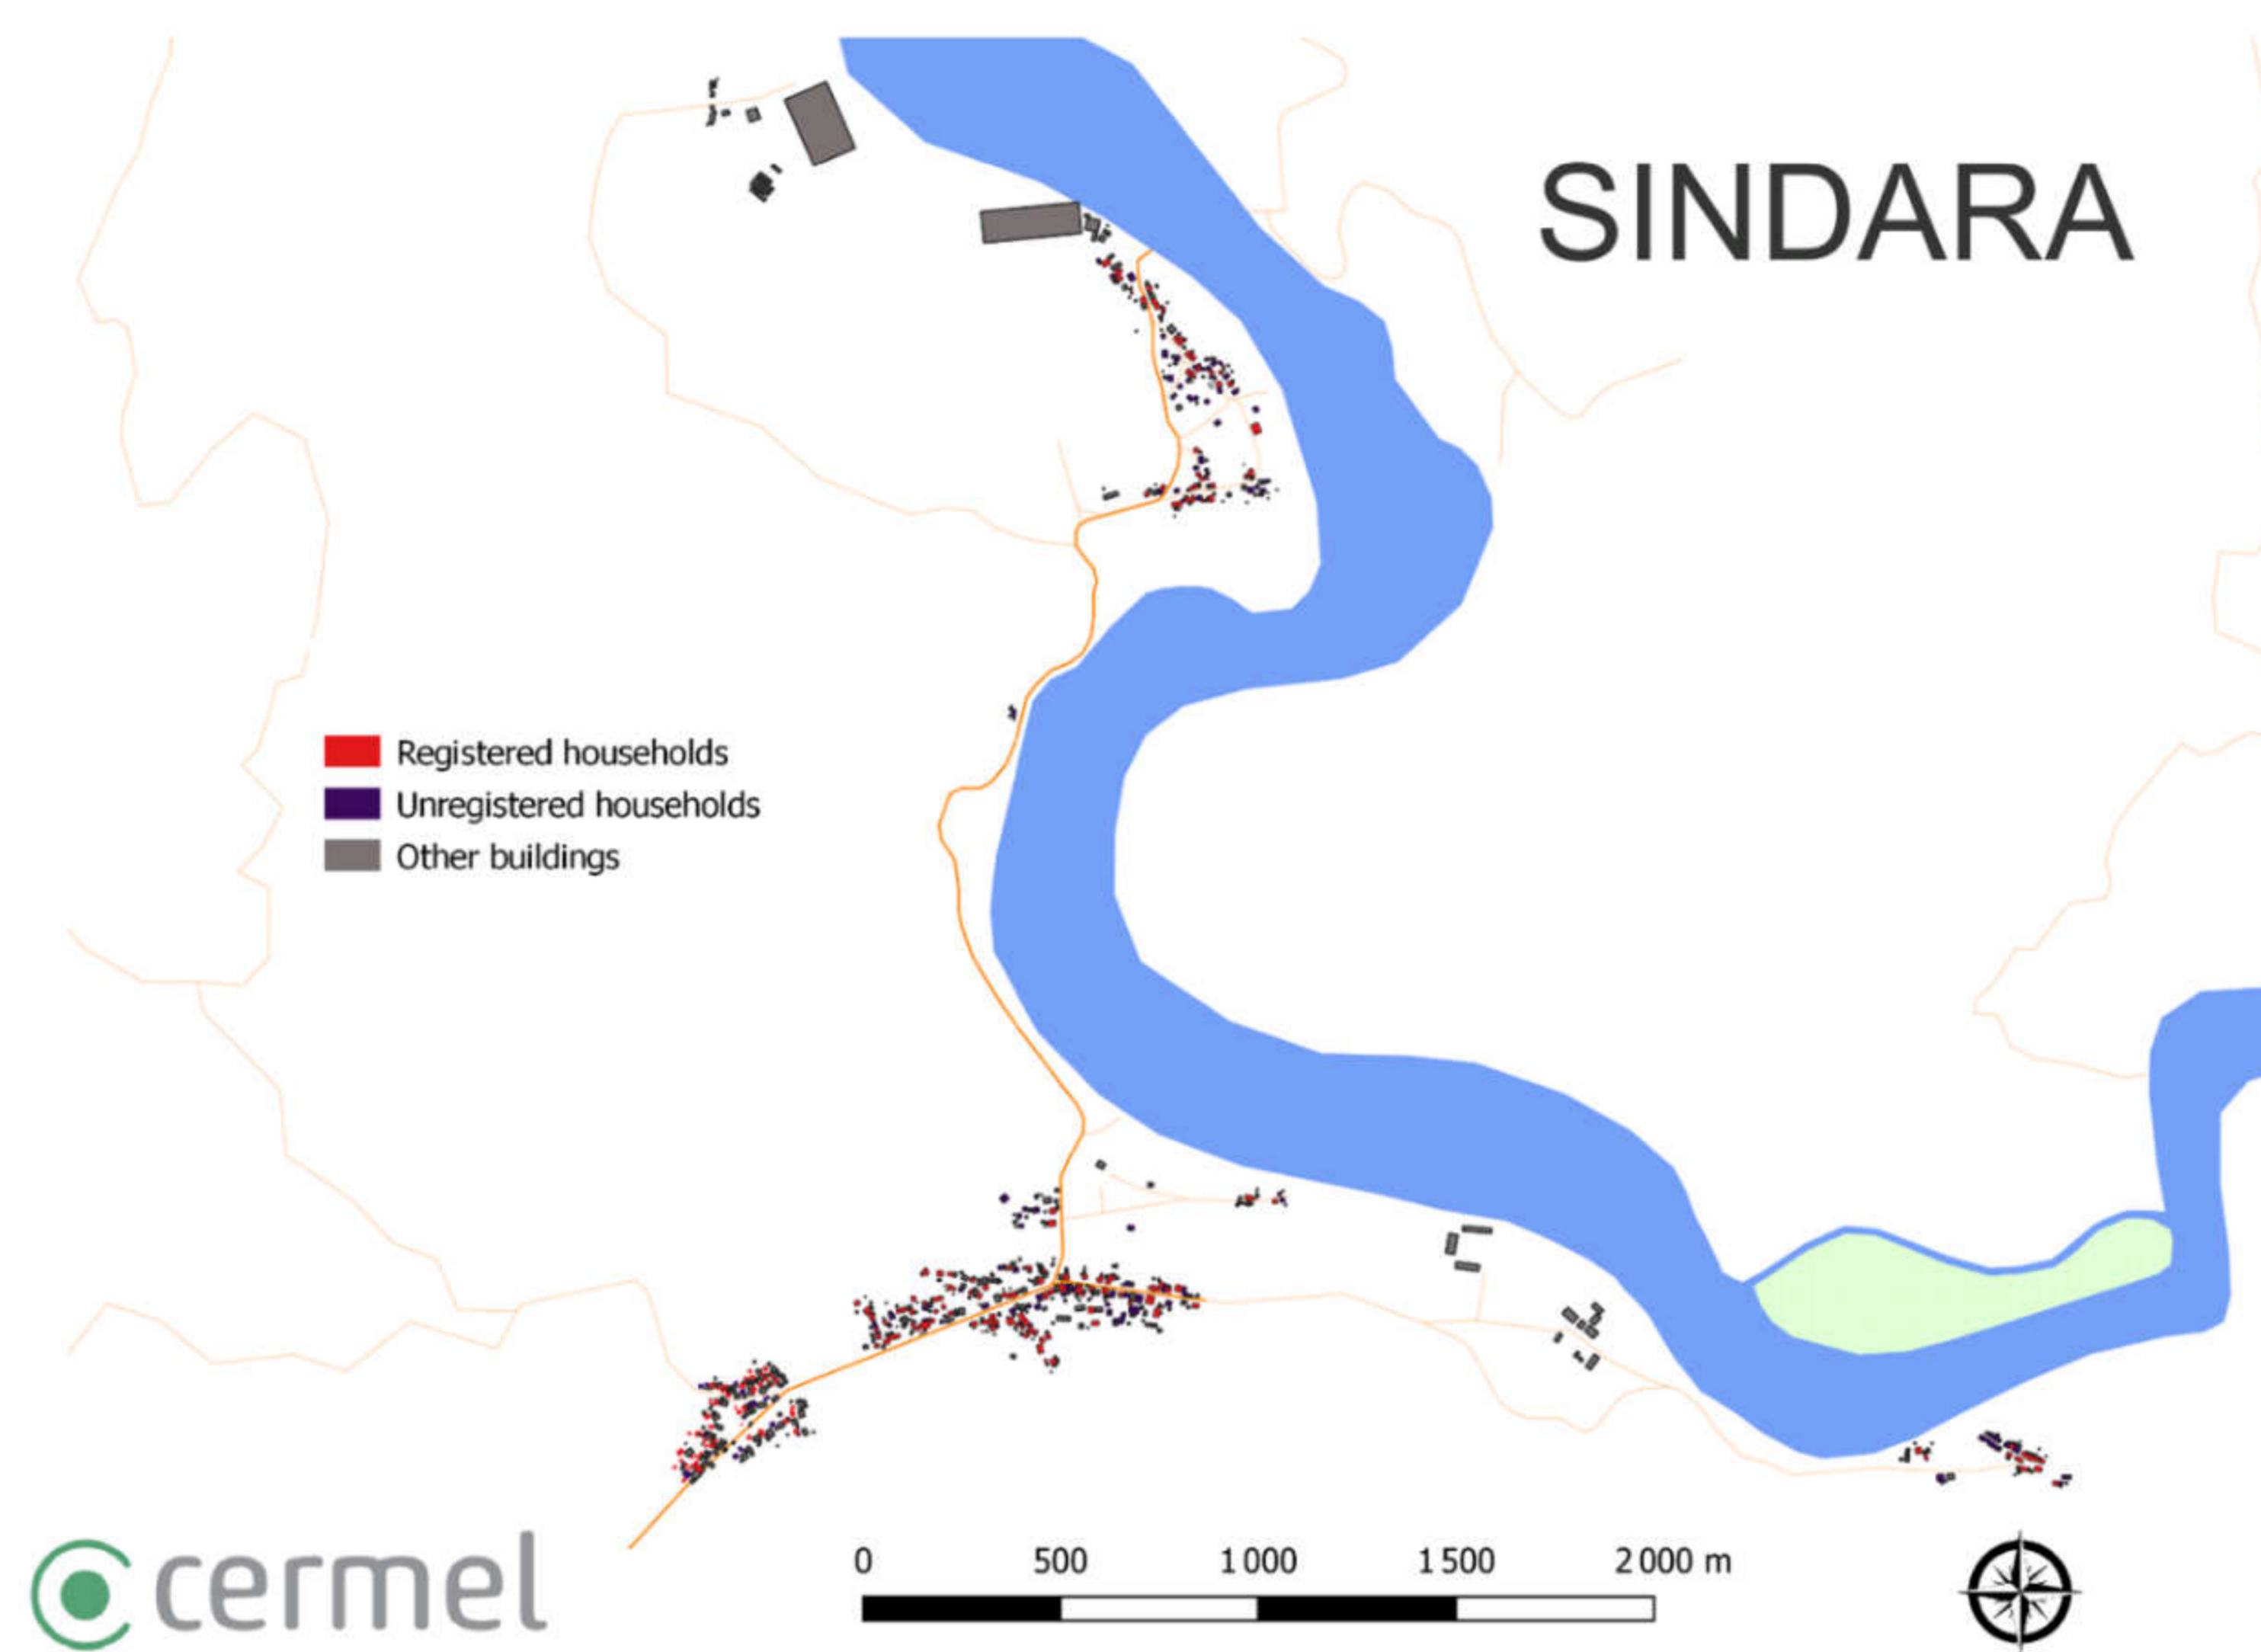 SINDARA
Registered households
Unregistered households
Other buildings
0 500 1 000 1 500 2 000 m
cermel